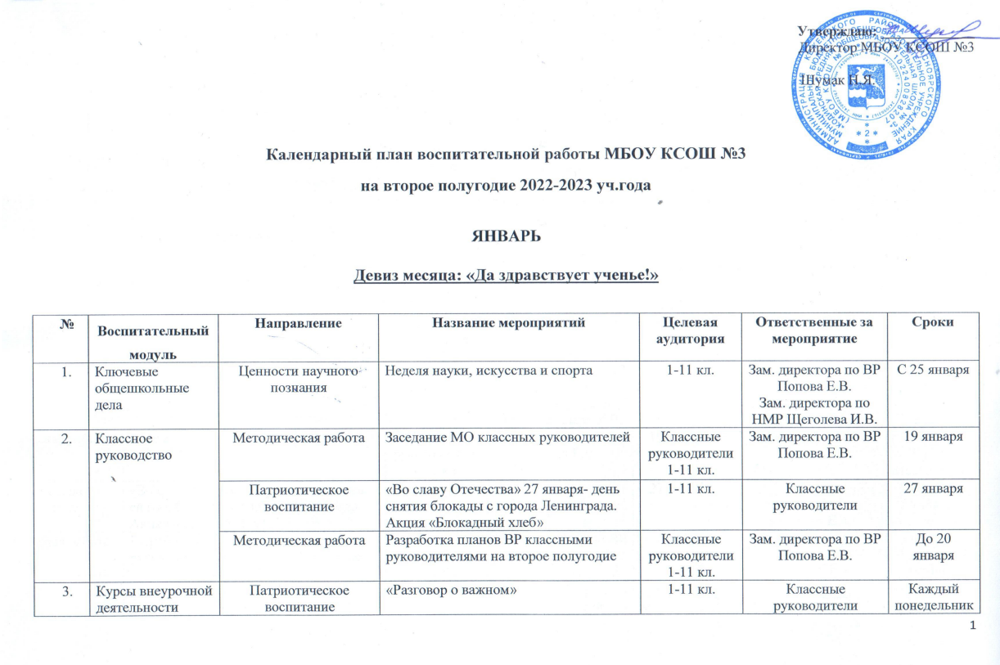 Утверждаю:
Директор МБОУ КСОШ №3
Шумак Н.Я.
Календарный план воспитательной работы МБОУ КСОШ №3
на второе полугодие 2022-2023 уч.года
ЯНВАРЬ
Девиз месяца: «Да здравствует ученье!»
№
Воспитательный
модуль
Направление
Название мероприятий
Целевая
аудитория
Ответственные за
мероприятие
Сроки
1.
Ключевые
общешкольные
дела
Ценности научного
познания
Неделя науки, искусства и спорта
1-11 кл.
Зам. директора по ВР
Попова Е.В.
Зам. директора по
НМР Щеголева И.В.
С 25 января
2.
Классное
руководство
Методическая работа
Заседание МО классных руководителей
Классные
руководители
1-11 кл.
Зам. директора по ВР
Попова Е.В.
19 января
Патриотическое
воспитание
«Во славу Отечества» 27 января- день
снятия блокады с города Ленинграда.
Акция «Блокадный хлеб»
1-11 кл.
Классные
руководители
27 января
Методическая работа
Разработка планов ВР классными
руководителями на второе полугодие
Классные
руководители
1-11 кл.
Зам. директора по ВР
Попова Е.В.
До 20
января
3.
Курсы внеурочной
деятельности
Патриотическое
воспитание
«Разговор о важном»
1-11 кл.
Классные
руководители
Каждый
понедельник
1